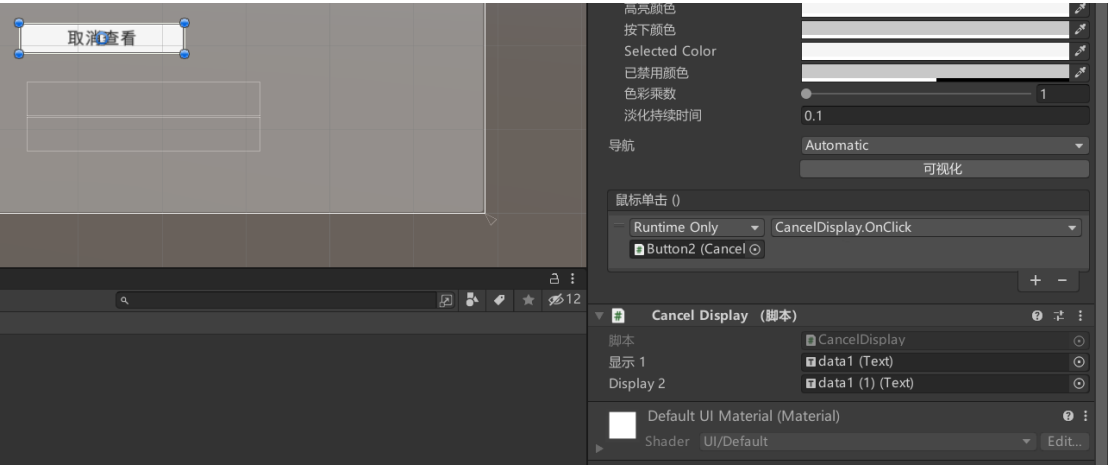 取消查看
高亮颜色
按下颜色
Selected Color
已禁用颜色
色彩乘数 1
淡化持续时间 0.1
导航 Automatic
可视化
鼠标单击 ()
Runtime Only CancelDisplay.OnClick
Button2 (Cancel
12
# Cancel Display (脚本)
脚本 CancelDisplay
显示 1 data1 (Text)
Display 2 data1 (1) (Text)
Default UI Material (Material)
Shader UI/Default Edit...